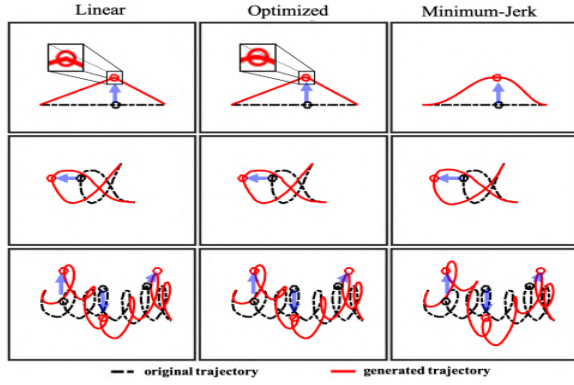 Linear Optimized Minimum-Jerk
original trajectory generated trajectory